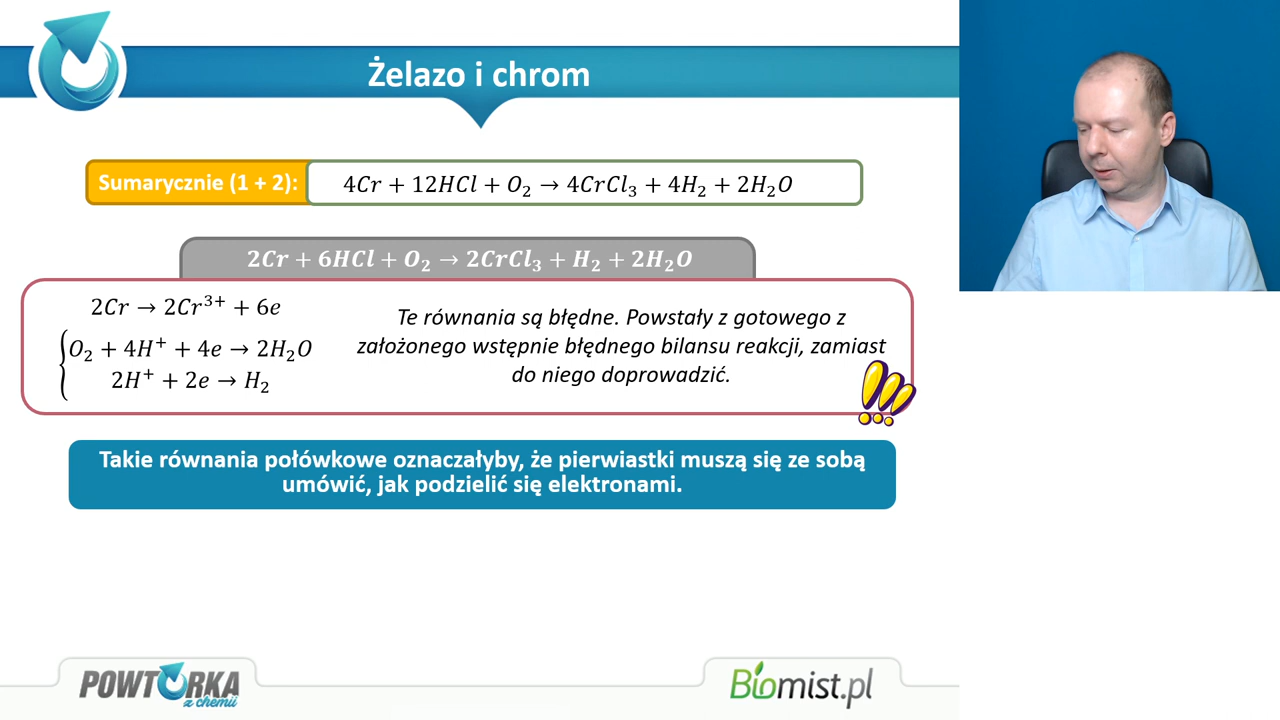 Żelazo i chrom
Sumarycznie (1 + 2):
4Cr + 12HCl + O₂ → 4CrCl₃ + 4H₂ + 2H₂O
2Cr + 6HCl + O₂ → 2CrCl₃ + H₂ + 2H₂O
2Cr → 2Cr³⁺ + 6e
O₂ + 4H⁺ + 4e → 2H₂O
2H⁺ + 2e → H₂
Te równania są błędne. Powstały z gotowego z
założonego wstępnie błędnego bilansu reakcji, zamiast
do niego doprowadzić.
!!!
Takie równania połówkowe oznaczałyby, że pierwiastki muszą się ze sobą
umówić, jak podzielić się elektronami.
POWTÓRKA
z chemii
Biomist.pl